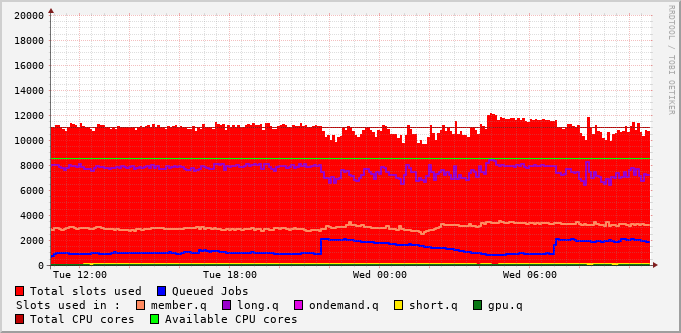 RRDTOOL / TOBI OETIKER
20000
18000
16000
14000
12000
10000
8000
6000
4000
2000
0
Tue 12:00 Tue 18:00 Wed 00:00 Wed 06:00
Total slots used Queued Jobs
Slots used in : member.q long.q ondemand.q short.q gpu.q
Total CPU cores Available CPU cores